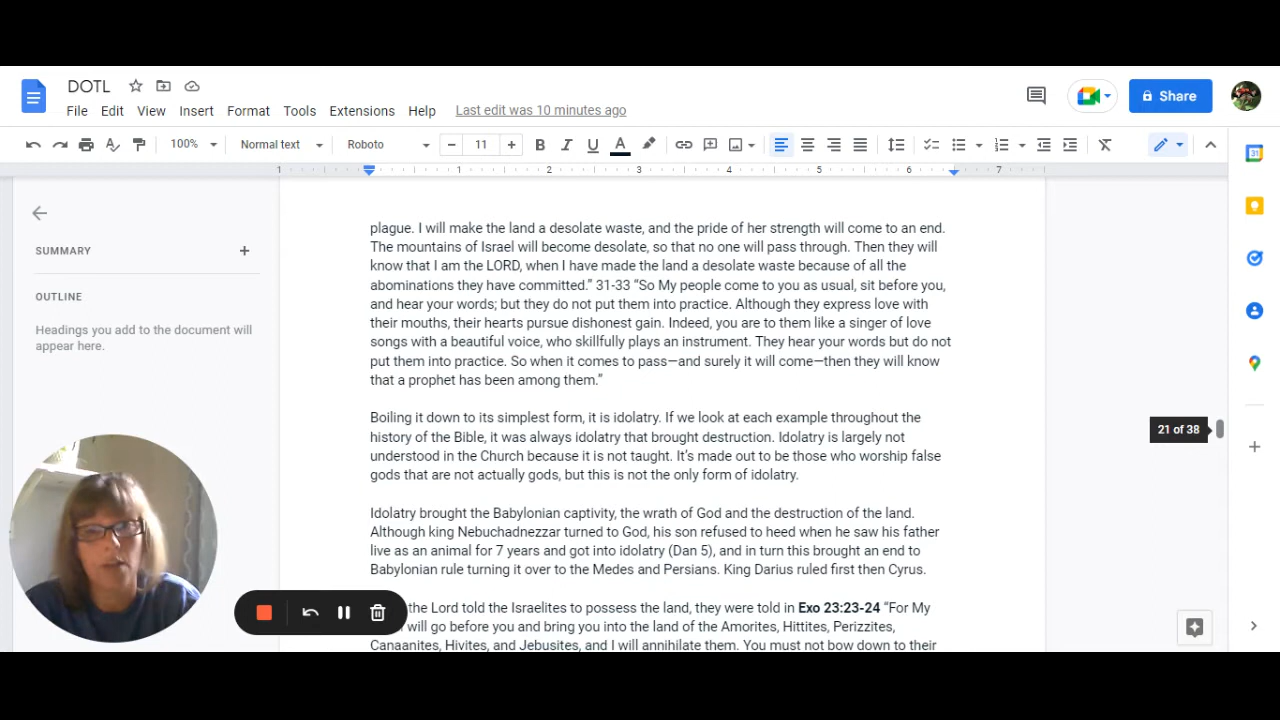 DOTL
File Edit View Insert Format Tools Extensions Help Last edit was 10 minutes ago
Share
100% Normal text Roboto 11 B I U A
1 1 2 3 4 5 6 7
31
SUMMARY
OUTLINE
Headings you add to the document will
appear here.
plague. I will make the land a desolate waste, and the pride of her strength will come to an end.
The mountains of Israel will become desolate, so that no one will pass through. Then they will
know that I am the LORD, when I have made the land a desolate waste because of all the
abominations they have committed.” 31-33 “So My people come to you as usual, sit before you,
and hear your words; but they do not put them into practice. Although they express love with
their mouths, their hearts pursue dishonest gain. Indeed, you are to them like a singer of love
songs with a beautiful voice, who skillfully plays an instrument. They hear your words but do not
put them into practice. So when it comes to pass—and surely it will come—then they will know
that a prophet has been among them.”
21 of 38
Boiling it down to its simplest form, it is idolatry. If we look at each example throughout the
history of the Bible, it was always idolatry that brought destruction. Idolatry is largely not
understood in the Church because it is not taught. It’s made out to be those who worship false
gods that are not actually gods, but this is not the only form of idolatry.
Idolatry brought the Babylonian captivity, the wrath of God and the destruction of the land.
Although king Nebuchadnezzar turned to God, his son refused to heed when he saw his father
live as an animal for 7 years and got into idolatry (Dan 5), and in turn this brought an end to
Babylonian rule turning it over to the Medes and Persians. King Darius ruled first then Cyrus.
the Lord told the Israelites to possess the land, they were told in Exo 23:23-24 “For My
will go before you and bring you into the land of the Amorites, Hittites, Perizzites,
Canaanites, Hivites, and Jebusites, and I will annihilate them. You must not bow down to their